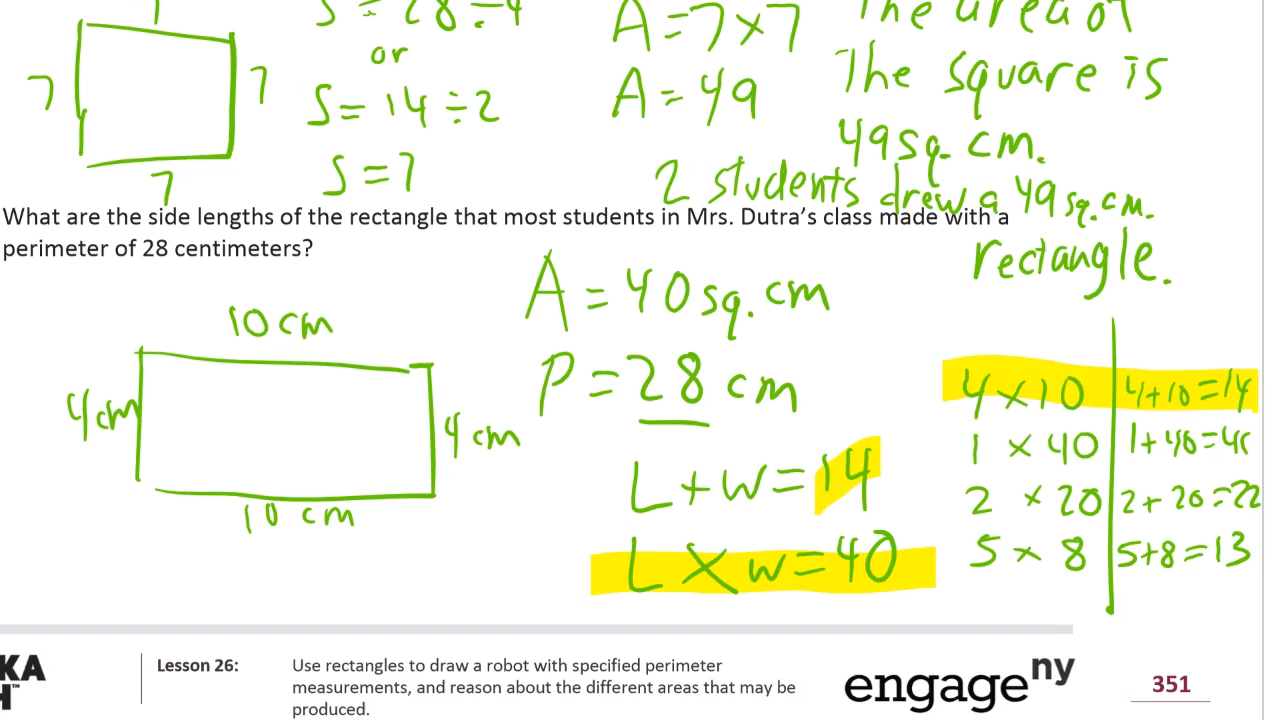 7
S = 28 ÷ 4
or
S = 14 ÷ 2
S = 7
7
7
7
A = 7 × 7
A = 49
The area of
The square is
49 sq. cm.
2 students drew a 49 sq. cm.
rectangle.
What are the side lengths of the rectangle that most students in Mrs. Dutra’s class made with a
perimeter of 28 centimeters?
10 cm
4 cm
4 cm
10 cm
A = 40 sq. cm
P = 28 cm
L + W = 14
L × W = 40
4 × 10 4+10=14
1 × 40 1+40=4
2 × 20 2+20=22
5 × 8 5+8=13
KA
H™
Lesson 26:
Use rectangles to draw a robot with specified perimeter
measurements, and reason about the different areas that may be
produced.
engage ny
351